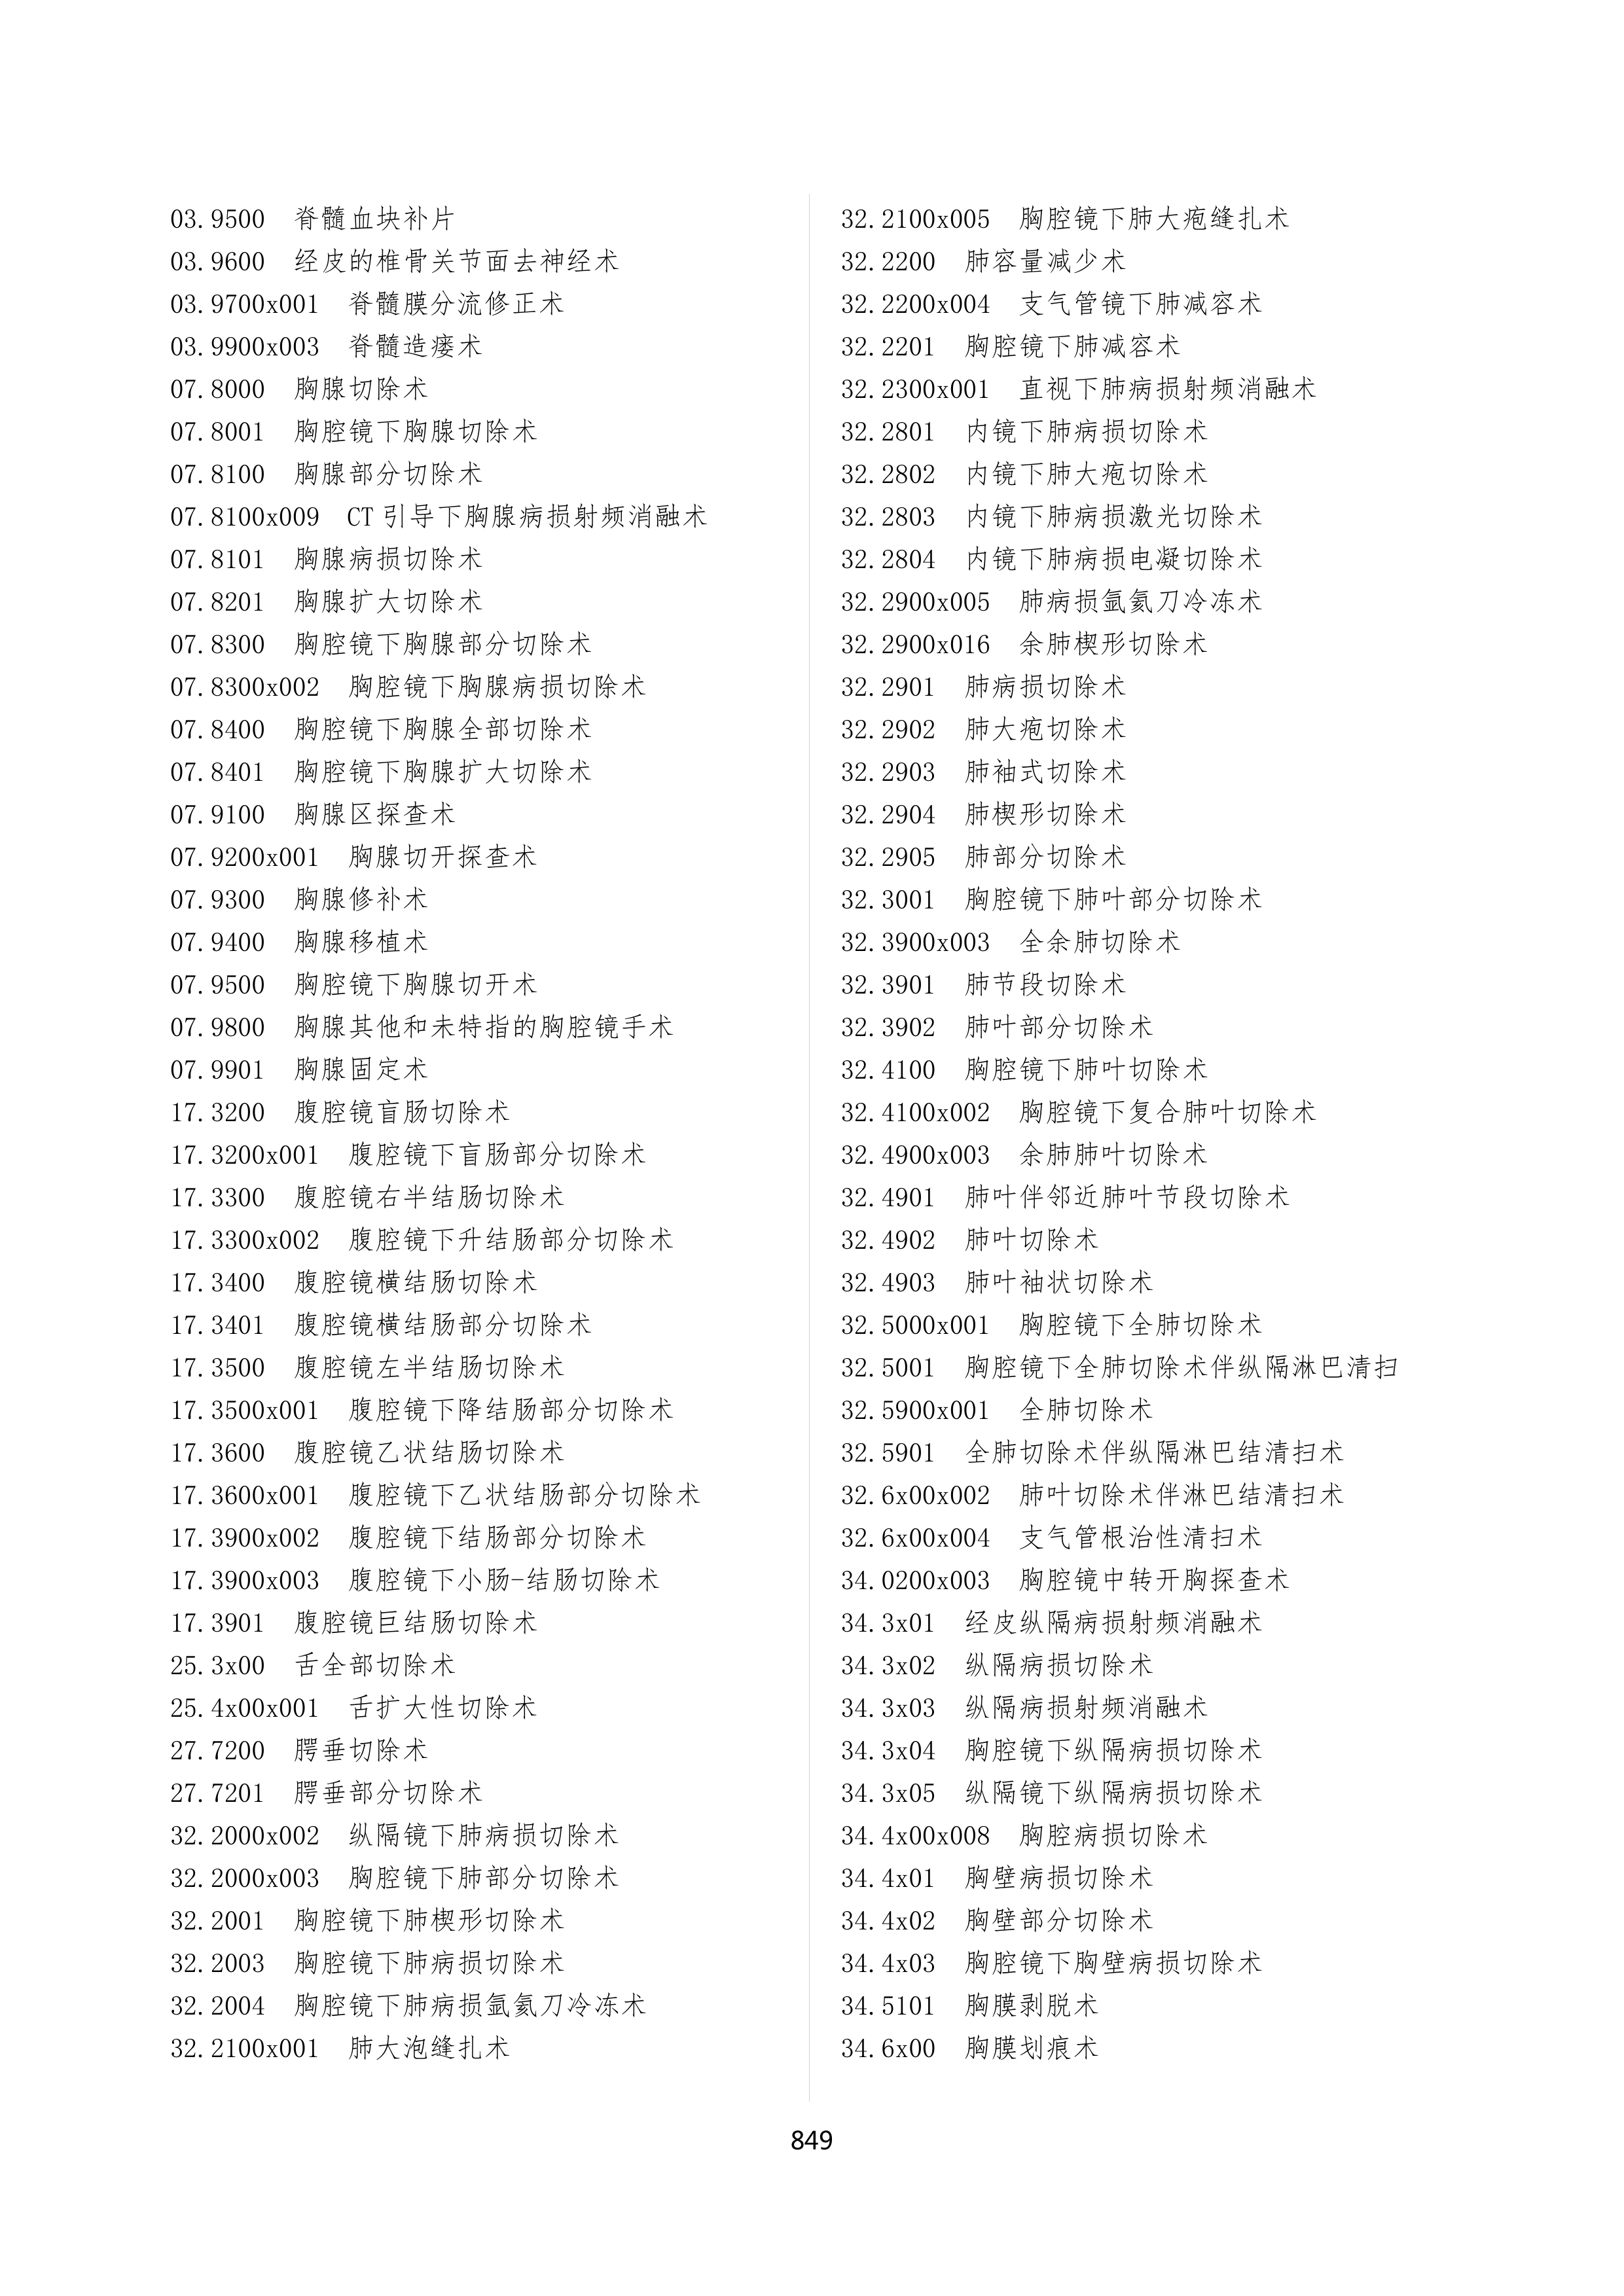 03.9500 脊髓血块补片
03.9600 经皮的椎骨关节面去神经术
03.9700x001 脊髓膜分流修正术
03.9900x003 脊髓造瘘术
07.8000 胸腺切除术
07.8001 胸腔镜下胸腺切除术
07.8100 胸腺部分切除术
07.8100x009 CT引导下胸腺病损射频消融术
07.8101 胸腺病损切除术
07.8201 胸腺扩大切除术
07.8300 胸腔镜下胸腺部分切除术
07.8300x002 胸腔镜下胸腺病损切除术
07.8400 胸腔镜下胸腺全部切除术
07.8401 胸腔镜下胸腺扩大切除术
07.9100 胸腺区探查术
07.9200x001 胸腺切开探查术
07.9300 胸腺修补术
07.9400 胸腺移植术
07.9500 胸腔镜下胸腺切开术
07.9800 胸腺其他和未特指的胸腔镜手术
07.9901 胸腺固定术
17.3200 腹腔镜盲肠切除术
17.3200x001 腹腔镜下盲肠部分切除术
17.3300 腹腔镜右半结肠切除术
17.3300x002 腹腔镜下升结肠部分切除术
17.3400 腹腔镜横结肠切除术
17.3401 腹腔镜横结肠部分切除术
17.3500 腹腔镜左半结肠切除术
17.3500x001 腹腔镜下降结肠部分切除术
17.3600 腹腔镜乙状结肠切除术
17.3600x001 腹腔镜下乙状结肠部分切除术
17.3900x002 腹腔镜下结肠部分切除术
17.3900x003 腹腔镜下小肠-结肠切除术
17.3901 腹腔镜巨结肠切除术
25.3x00 舌全部切除术
25.4x00x001 舌扩大性切除术
27.7200 腭垂切除术
27.7201 腭垂部分切除术
32.2000x002 纵隔镜下肺病损切除术
32.2000x003 胸腔镜下肺部分切除术
32.2001 胸腔镜下肺楔形切除术
32.2003 胸腔镜下肺病损切除术
32.2004 胸腔镜下肺病损氩氦刀冷冻术
32.2100x001 肺大泡缝扎术
32.2100x005 胸腔镜下肺大疱缝扎术
32.2200 肺容量减少术
32.2200x004 支气管镜下肺减容术
32.2201 胸腔镜下肺减容术
32.2300x001 直视下肺病损射频消融术
32.2801 内镜下肺病损切除术
32.2802 内镜下肺大疱切除术
32.2803 内镜下肺病损激光切除术
32.2804 内镜下肺病损电凝切除术
32.2900x005 肺病损氩氦刀冷冻术
32.2900x016 余肺楔形切除术
32.2901 肺病损切除术
32.2902 肺大疱切除术
32.2903 肺袖式切除术
32.2904 肺楔形切除术
32.2905 肺部分切除术
32.3001 胸腔镜下肺叶部分切除术
32.3900x003 全余肺切除术
32.3901 肺节段切除术
32.3902 肺叶部分切除术
32.4100 胸腔镜下肺叶切除术
32.4100x002 胸腔镜下复合肺叶切除术
32.4900x003 余肺肺叶切除术
32.4901 肺叶伴邻近肺叶节段切除术
32.4902 肺叶切除术
32.4903 肺叶袖状切除术
32.5000x001 胸腔镜下全肺切除术
32.5001 胸腔镜下全肺切除术伴纵隔淋巴清扫
32.5900x001 全肺切除术
32.5901 全肺切除术伴纵隔淋巴结清扫术
32.6x00x002 肺叶切除术伴淋巴结清扫术
32.6x00x004 支气管根治性清扫术
34.0200x003 胸腔镜中转开胸探查术
34.3x01 经皮纵隔病损射频消融术
34.3x02 纵隔病损切除术
34.3x03 纵隔病损射频消融术
34.3x04 胸腔镜下纵隔病损切除术
34.3x05 纵隔镜下纵隔病损切除术
34.4x00x008 胸腔病损切除术
34.4x01 胸壁病损切除术
34.4x02 胸壁部分切除术
34.4x03 胸腔镜下胸壁病损切除术
34.5101 胸膜剥脱术
34.6x00 胸膜划痕术
849